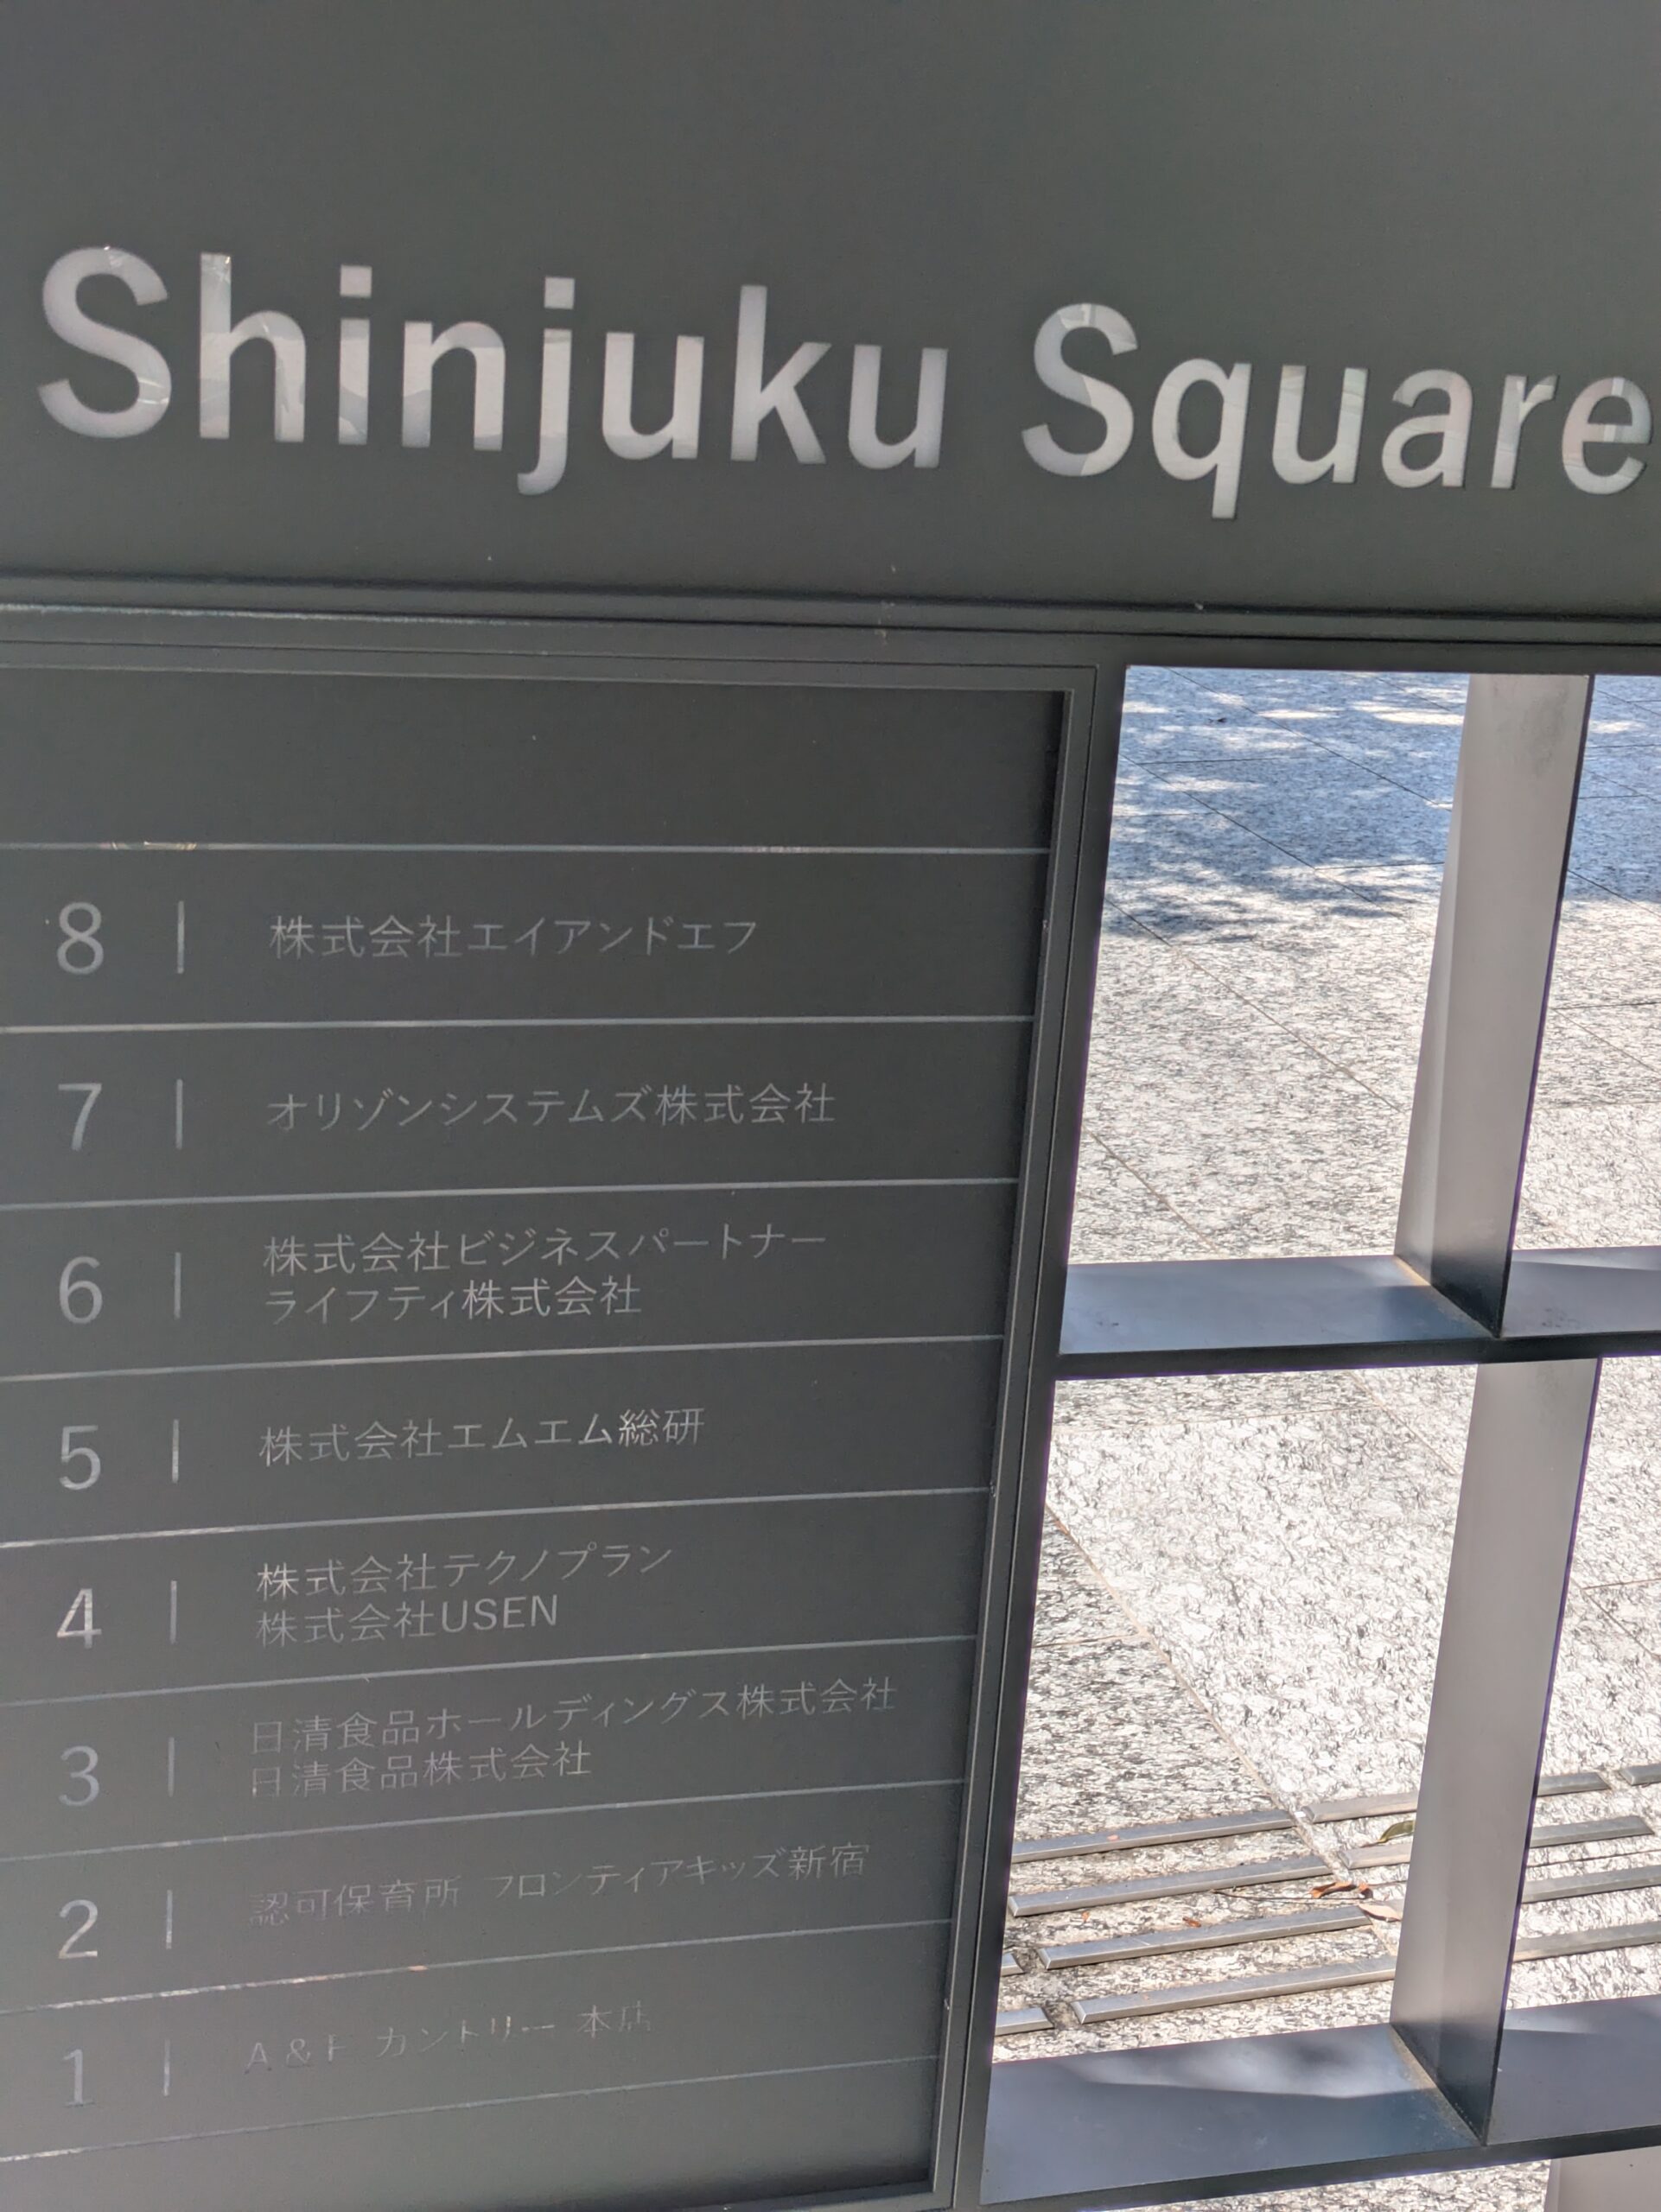 Shinjuku Square
8 | 株式会社エイアンドエフ
7 | オリゾンシステムズ株式会社
6 | 株式会社ビジネスパートナー
ライフティ株式会社
5 | 株式会社エムエム総研
4 | 株式会社テクノプラン
株式会社USEN
3 | 日清食品ホールディングス株式会社
日清食品株式会社
2 | 認可保育所 フロンティアキッズ新宿
1 | A&F カントリー 本店